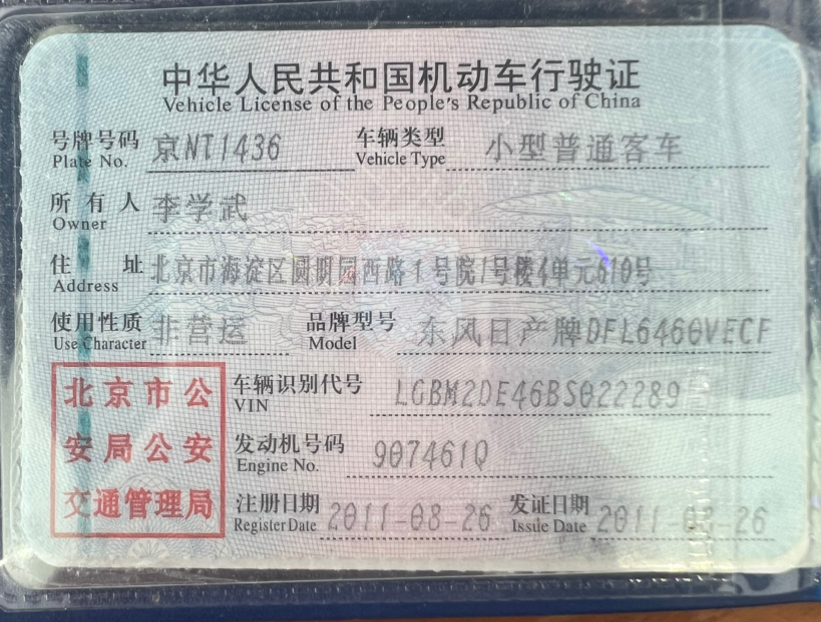 中华人民共和国机动车行驶证
Vehicle License of the People's Republic of China
号牌号码 京NT1436 车辆类型 小型普通客车
Plate No. Vehicle Type
所有人 李学武
Owner
住址 北京市海淀区圆明园西路1号院1号楼4单元610号
Address
使用性质 非营运 品牌型号 东风日产牌DFL6460VECF
Use Character Model
北京市公 车辆识别代号 LGBM2DE46BS022289
VIN
安局公安 发动机号码 907461Q
Engine No.
交通管理局 注册日期 2011-08-26 发证日期 2011-08-26
Register Date Issue Date